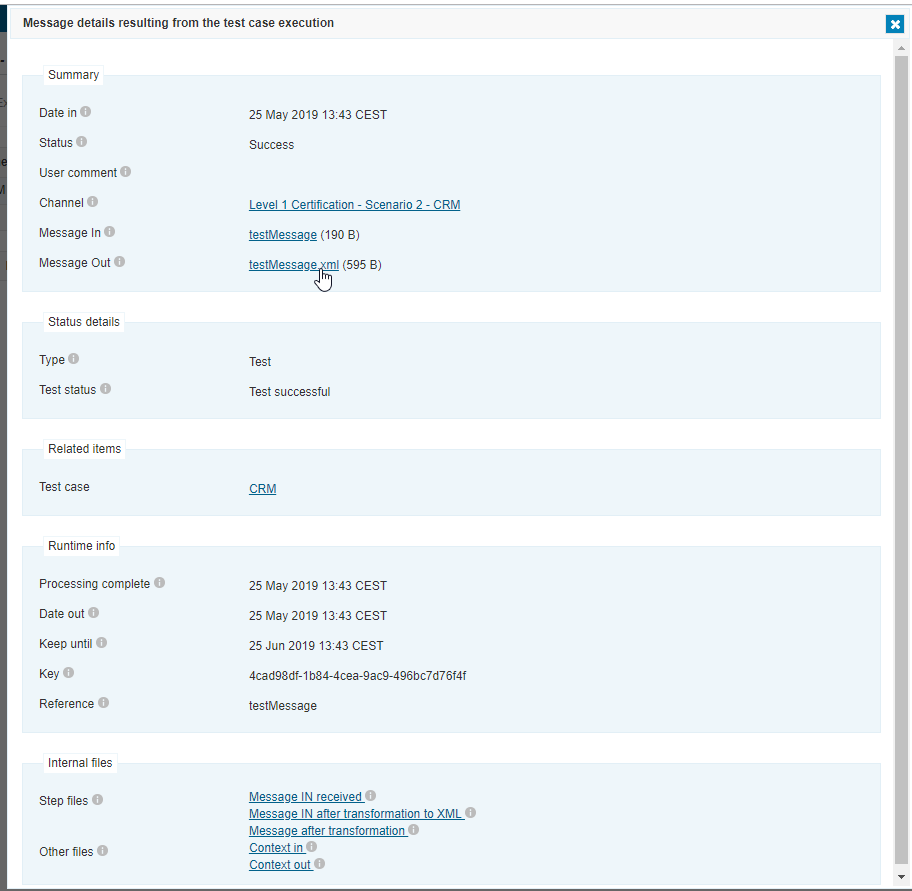 Message details resulting from the test case execution
Summary
Date in 25 May 2019 13:43 CEST
Status Success
User comment
Channel Level 1 Certification - Scenario 2 - CRM
Message In testMessage (190 B)
Message Out testMessage.xml (595 B)
Status details
Type Test
Test status Test successful
Related items
Test case CRM
Runtime info
Processing complete 25 May 2019 13:43 CEST
Date out 25 May 2019 13:43 CEST
Keep until 25 Jun 2019 13:43 CEST
Key 4cad98df-1b84-4cea-9ac9-496bc7d76f4f
Reference testMessage
Internal files
Step files Message IN received
Message IN after transformation to XML
Message after transformation
Other files Context in
Context out